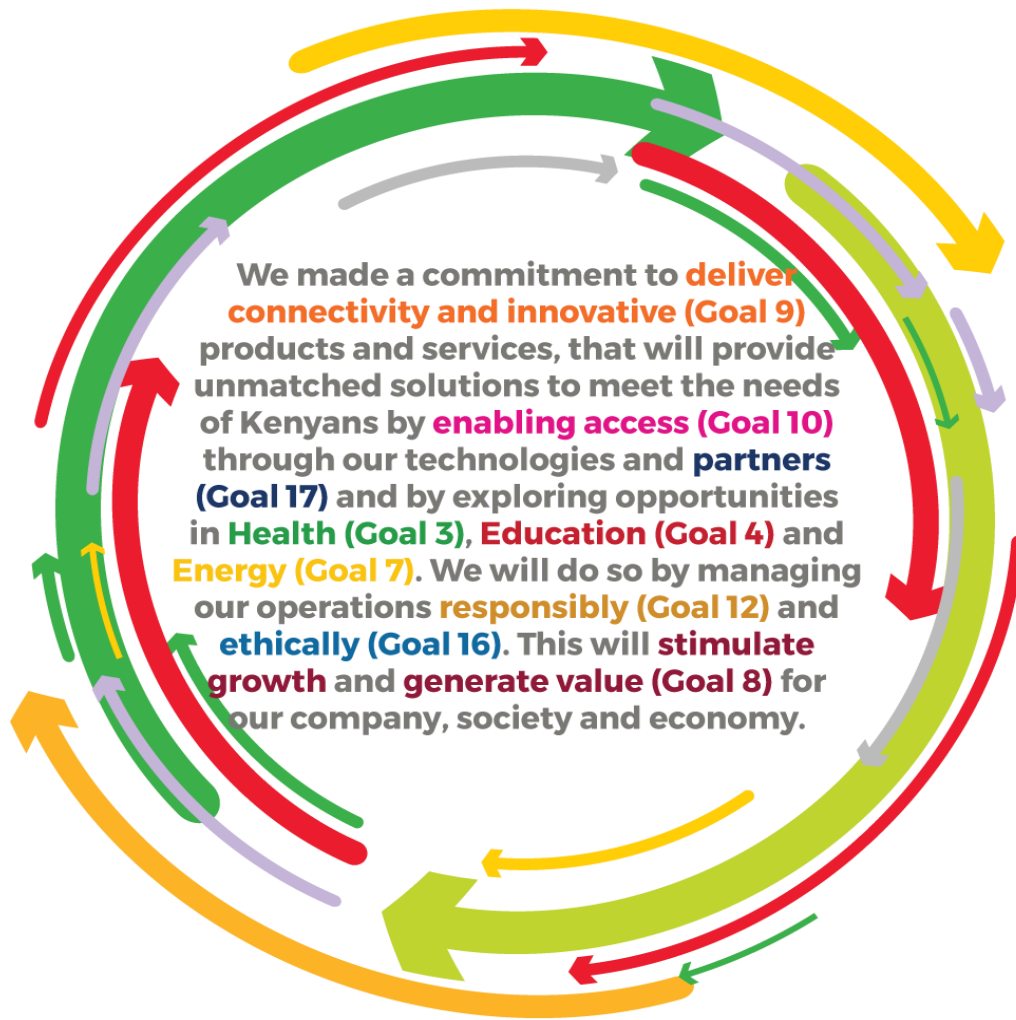 We made a commitment to deliver
connectivity and innovative (Goal 9)
products and services, that will provide
unmatched solutions to meet the needs
of Kenyans by enabling access (Goal 10)
through our technologies and partners
(Goal 17) and by exploring opportunities
in Health (Goal 3), Education (Goal 4) and
Energy (Goal 7). We will do so by managing
our operations responsibly (Goal 12) and
ethically (Goal 16). This will stimulate
growth and generate value (Goal 8) for
our company, society and economy.